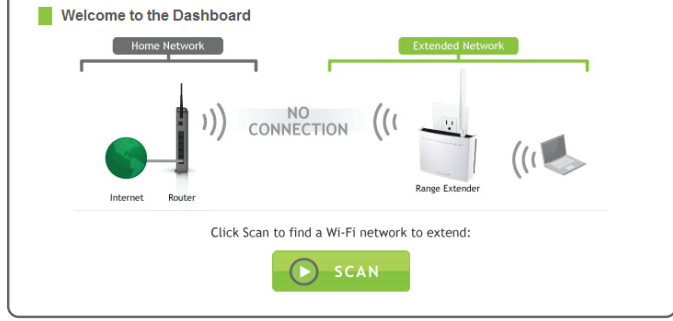 Welcome to the Dashboard
Home Network
Extended Network
NO
CONNECTION
Internet
Router
Range Extender
Click Scan to find a Wi-Fi network to extend:
SCAN